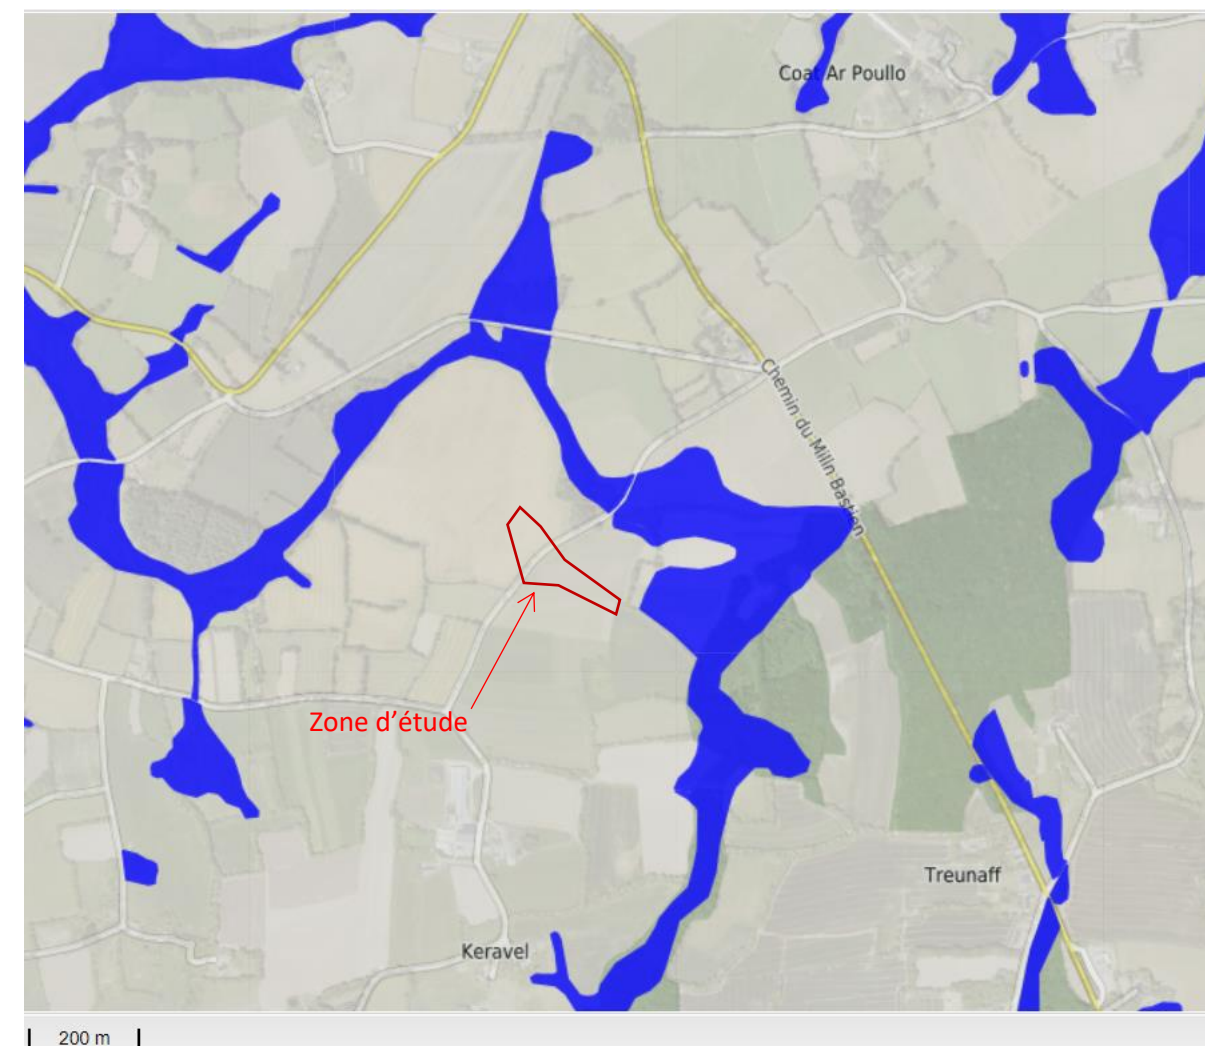 Coat Ar Poullo
Chemin du Milin Bastien
Zone d’étude
Treunaff
Keravel
200 m